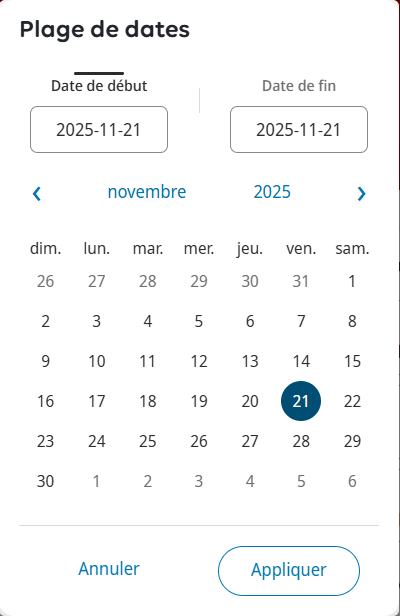 Plage de dates
Date de début Date de fin
2025-11-21 2025-11-21
‹ novembre 2025 ›
dim. lun. mar. mer. jeu. ven. sam.
26 27 28 29 30 31 1
2 3 4 5 6 7 8
9 10 11 12 13 14 15
16 17 18 19 20 21 22
23 24 25 26 27 28 29
30 1 2 3 4 5 6
Annuler Appliquer